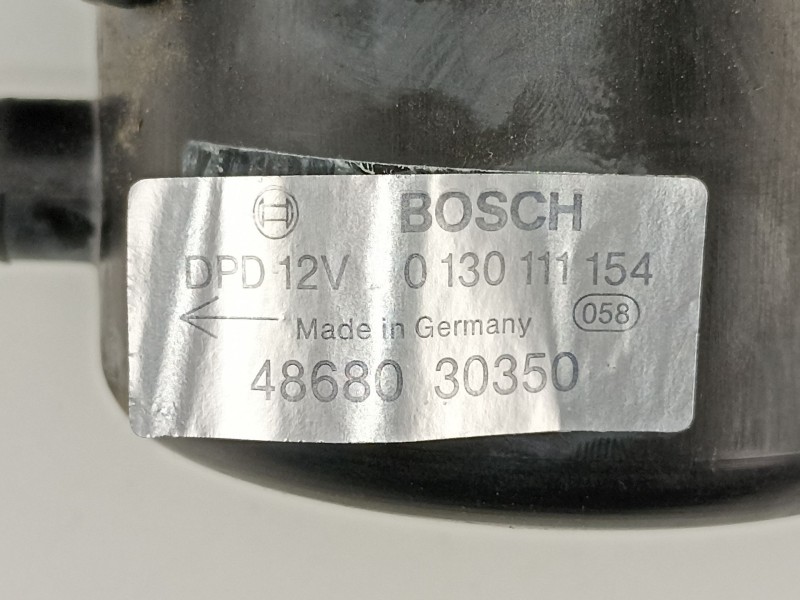 BOSCH
DPD 12V 0 130 111 154
Made in Germany 058
48680 30350